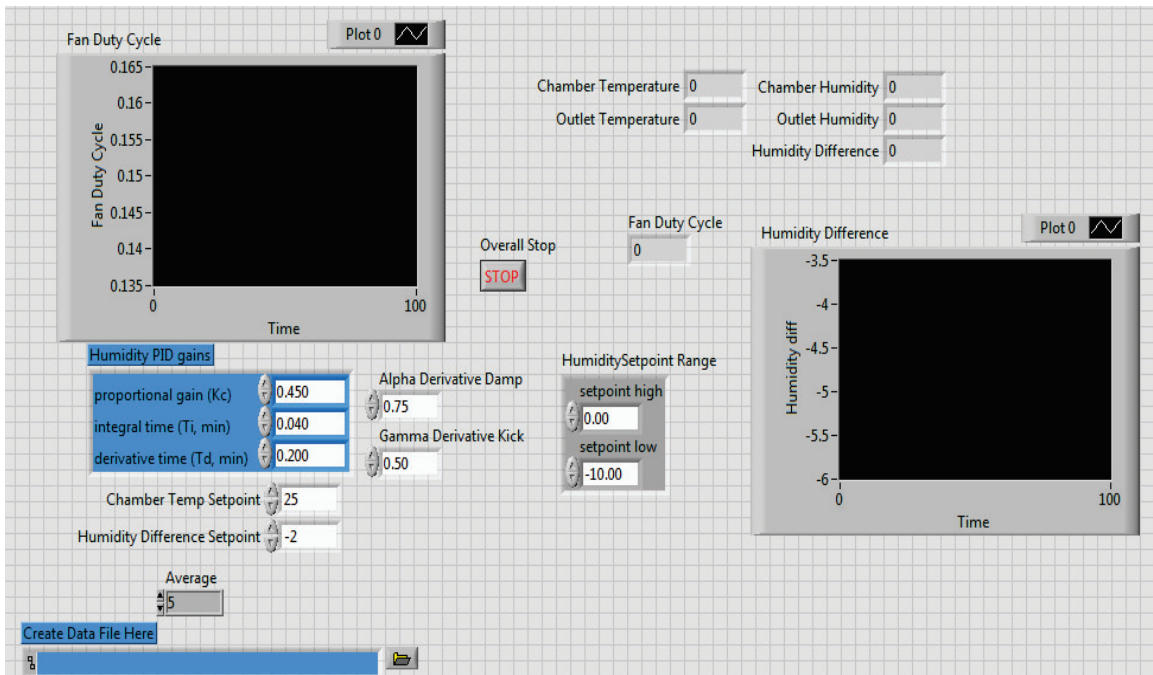 Fan Duty Cycle
Plot 0
0.165
0.16
0.155
0.15
0.145
0.14
0.135
Fan Duty Cycle
0
100
Time
Chamber Temperature 0
Outlet Temperature 0
Chamber Humidity 0
Outlet Humidity 0
Humidity Difference 0
Overall Stop
STOP
Fan Duty Cycle
0
Humidity Difference
Plot 0
-3.5
-4
-4.5
-5
-5.5
-6
Humidity diff
0
100
Time
Humidity PID gains
proportional gain (Kc) 0.450
integral time (Ti, min) 0.040
derivative time (Td, min) 0.200
Alpha Derivative Damp
0.75
Gamma Derivative Kick
0.50
HumiditySetpoint Range
setpoint high
0.00
setpoint low
-10.00
Chamber Temp Setpoint 25
Humidity Difference Setpoint -2
Average
5
Create Data File Here